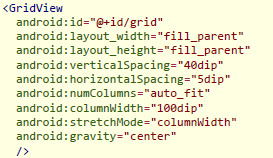 <GridView
android:id="@+id/grid"
android:layout_width="fill_parent"
android:layout_height="fill_parent"
android:verticalSpacing="40dip"
android:horizontalSpacing="5dip"
android:numColumns="auto_fit"
android:columnWidth="100dip"
android:stretchMode="columnWidth"
android:gravity="center"
/>